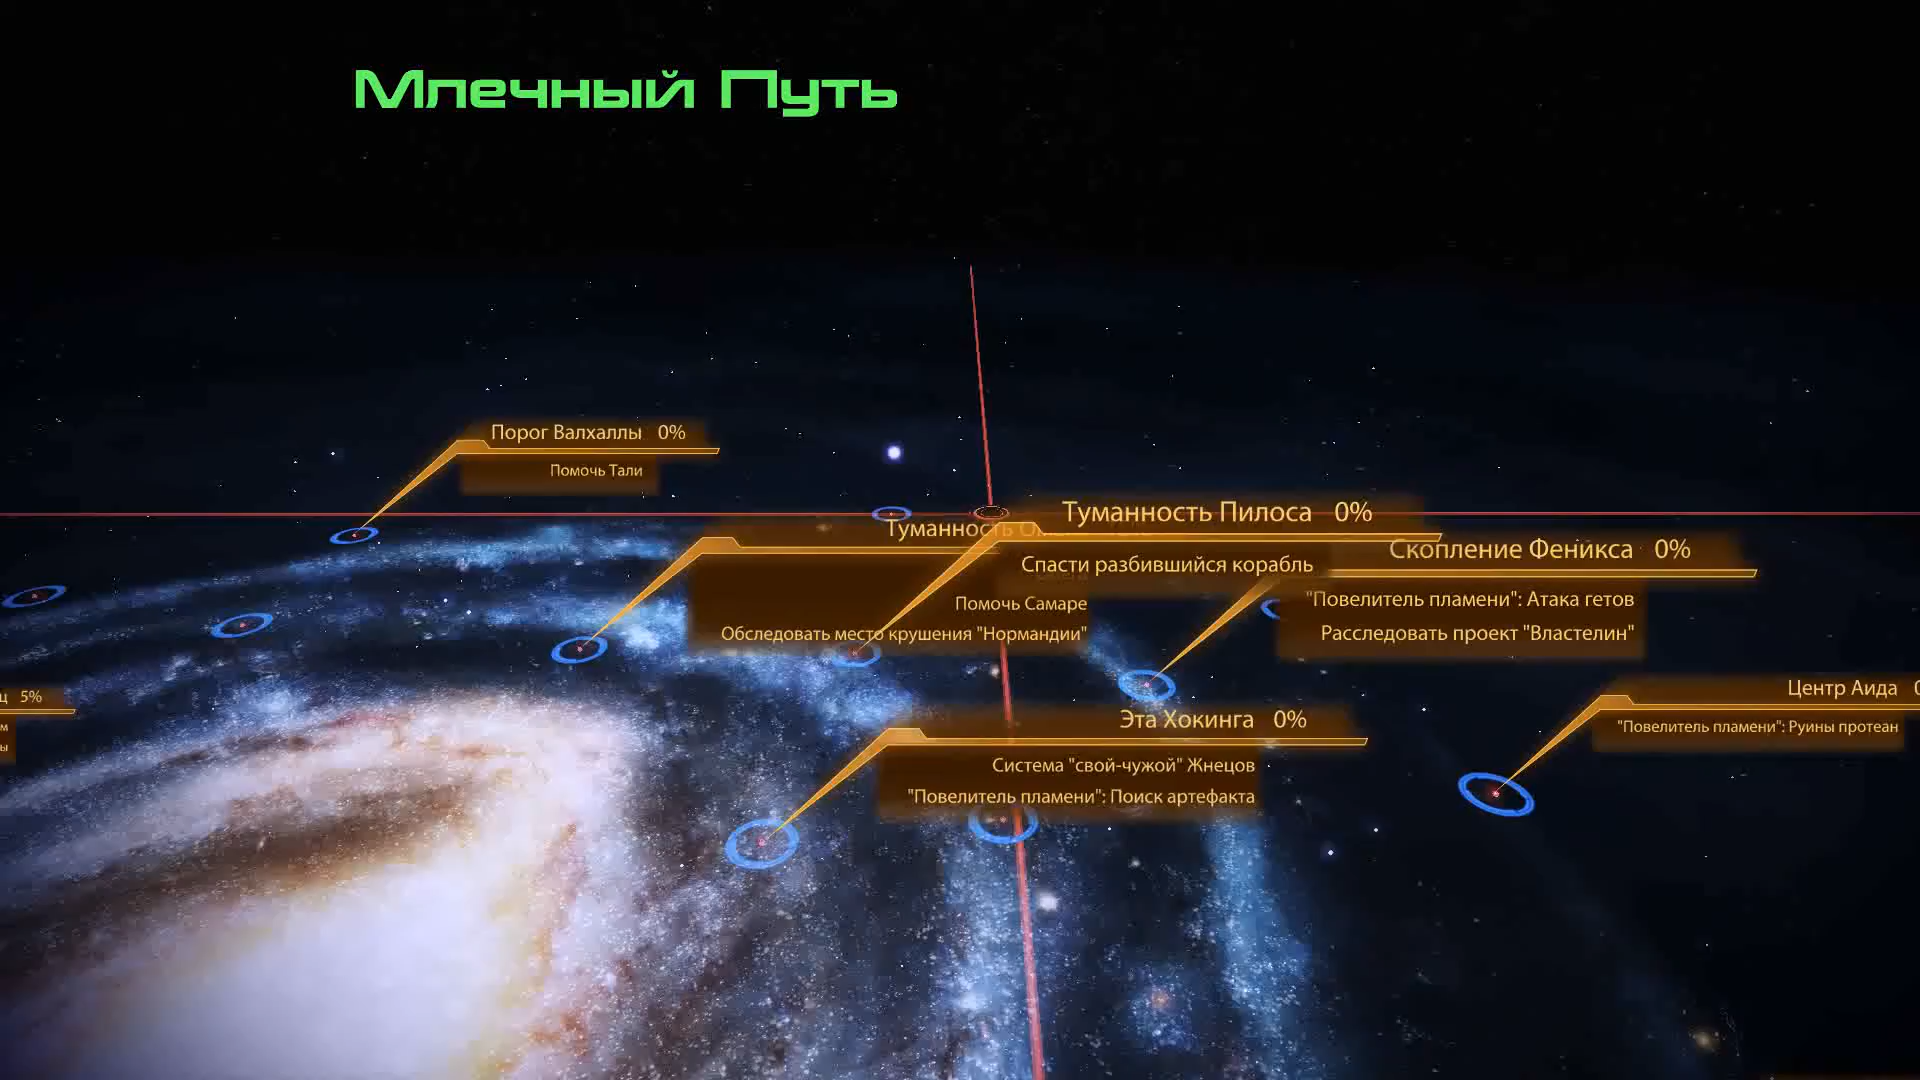 Млечный Путь
Порог Валхаллы 0%
Помочь Тали
Туманность Пилоса 0%
Спасти разбившийся корабль
Туманность
Помочь Самаре
Обследовать место крушения "Нормандии"
Скопление Феникса 0%
"Повелитель пламени": Атака гетов
Расследовать проект "Властелин"
5%
Центр Аида
"Повелитель пламени": Руины протеан
Эта Хокинга 0%
Система "свой-чужой" Жнецов
"Повелитель пламени": Поиск артефакта